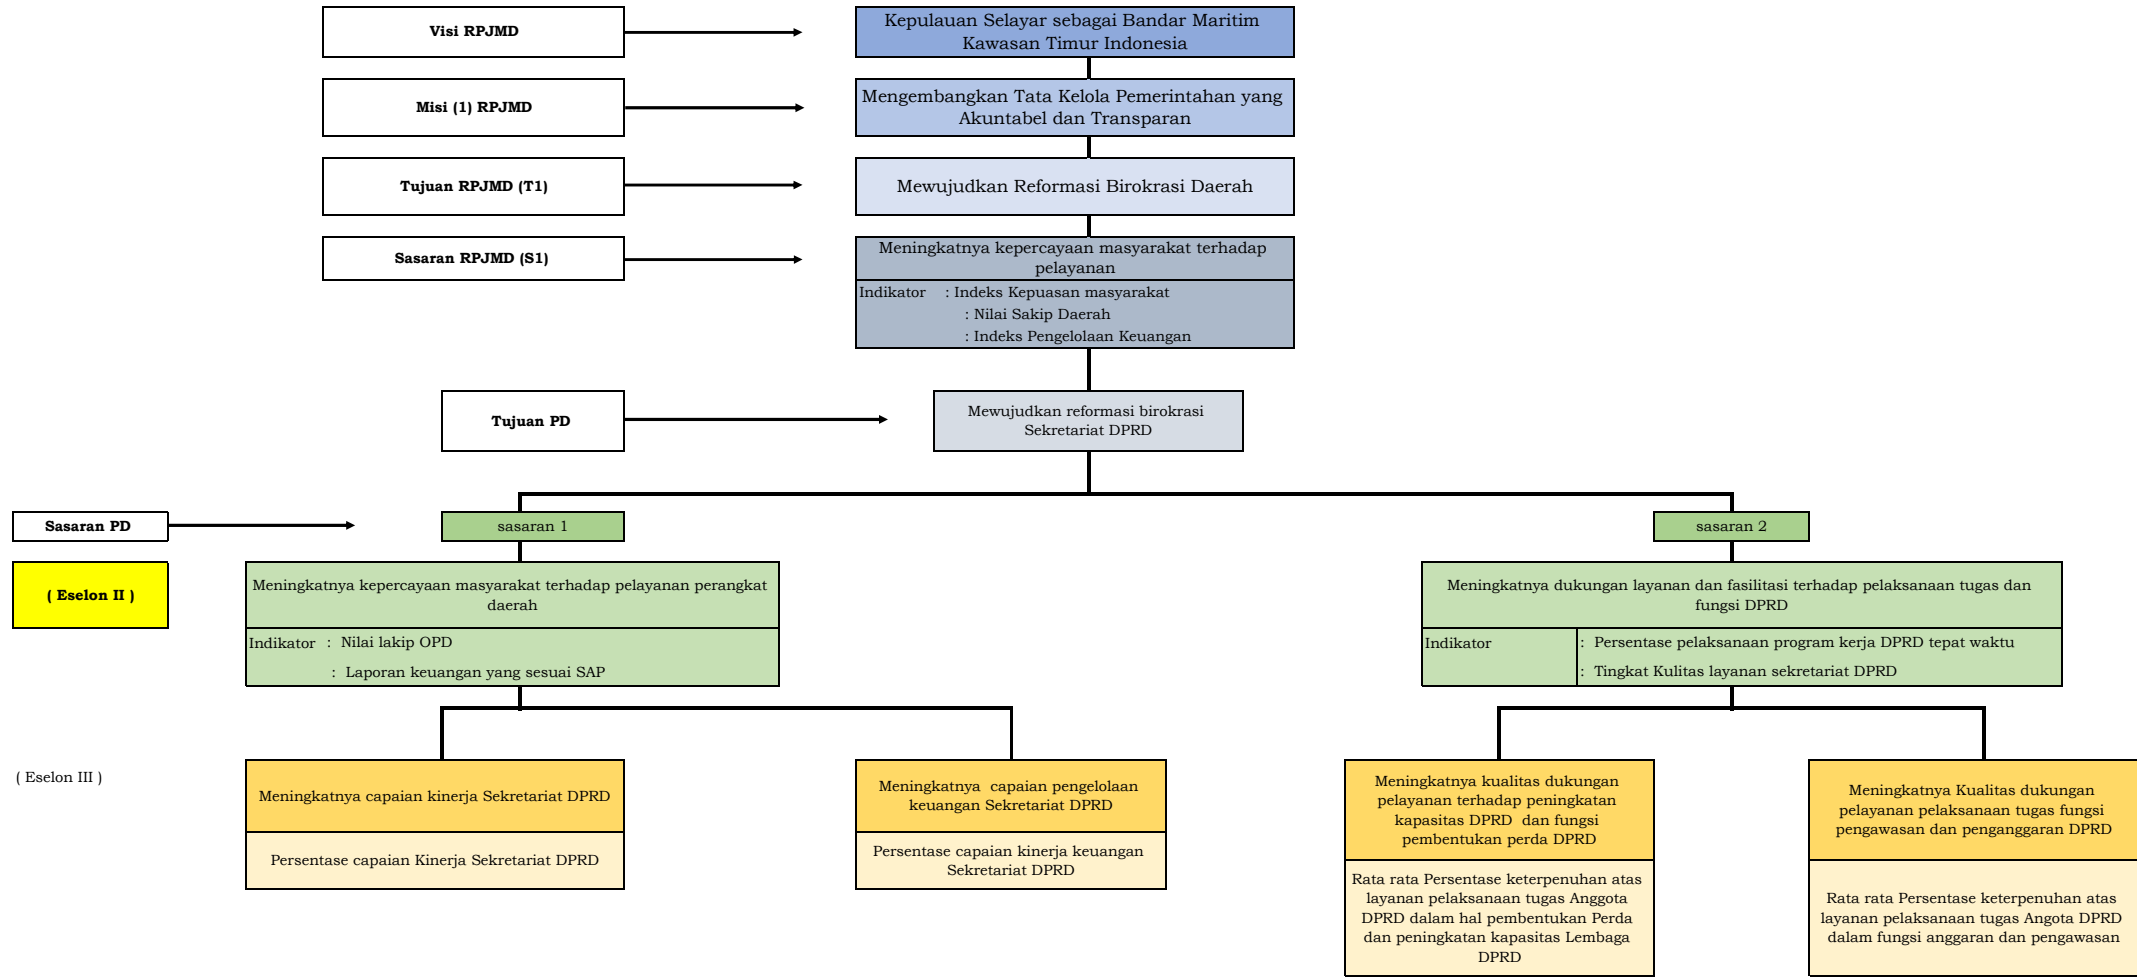 Visi RPJMD
Kepulauan Selayar sebagai Bandar Maritim
Kawasan Timur Indonesia
Misi (1) RPJMD
Mengembangkan Tata Kelola Pemerintahan yang
Akuntabel dan Transparan
Tujuan RPJMD (T1)
Mewujudkan Reformasi Birokrasi Daerah
Sasaran RPJMD (S1)
Meningkatnya kepercayaan masyarakat terhadap
pelayanan
Indikator : Indeks Kepuasan masyarakat
: Nilai Sakip Daerah
: Indeks Pengelolaan Keuangan
Tujuan PD
Mewujudkan reformasi birokrasi
Sekretariat DPRD
Sasaran PD
sasaran 1
sasaran 2
( Eselon II )
Meningkatnya kepercayaan masyarakat terhadap pelayanan perangkat
daerah
Indikator : Nilai lakip OPD
: Laporan keuangan yang sesuai SAP
Meningkatnya dukungan layanan dan fasilitasi terhadap pelaksanaan tugas dan
fungsi DPRD
Indikator : Persentase pelaksanaan program kerja DPRD tepat waktu
: Tingkat Kulitas layanan sekretariat DPRD
( Eselon III )
Meningkatnya capaian kinerja Sekretariat DPRD
Persentase capaian Kinerja Sekretariat DPRD
Meningkatnya capaian pengelolaan
keuangan Sekretariat DPRD
Persentase capaian kinerja keuangan
Sekretariat DPRD
Meningkatnya kualitas dukungan
pelayanan terhadap peningkatan
kapasitas DPRD dan fungsi
pembentukan perda DPRD
Rata rata Persentase keterpenuhan atas
layanan pelaksanaan tugas Anggota
DPRD dalam hal pembentukan Perda
dan peningkatan kapasitas Lembaga
DPRD
Meningkatnya Kualitas dukungan
pelayanan pelaksanaan tugas fungsi
pengawasan dan penganggaran DPRD
Rata rata Persentase keterpenuhan atas
layanan pelaksanaan tugas Angota DPRD
dalam fungsi anggaran dan pengawasan